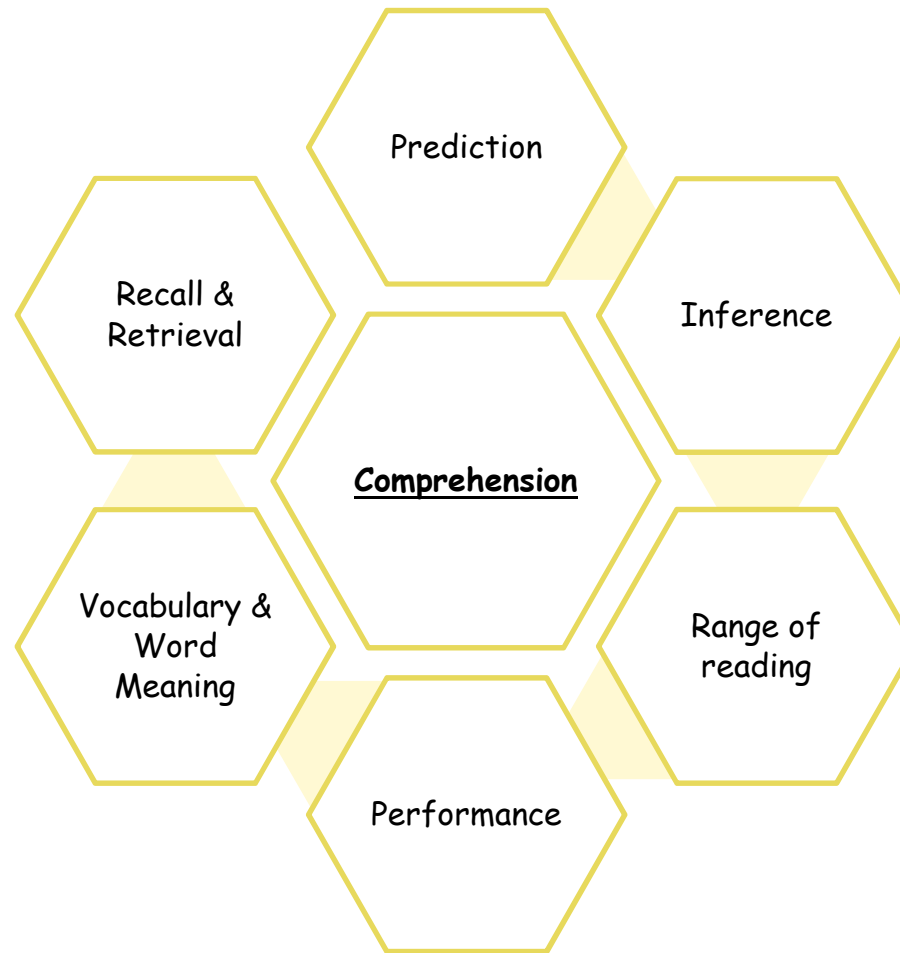 Prediction
Recall &
Retrieval
Inference
Comprehension
Vocabulary &
Word
Meaning
Range of
reading
Performance